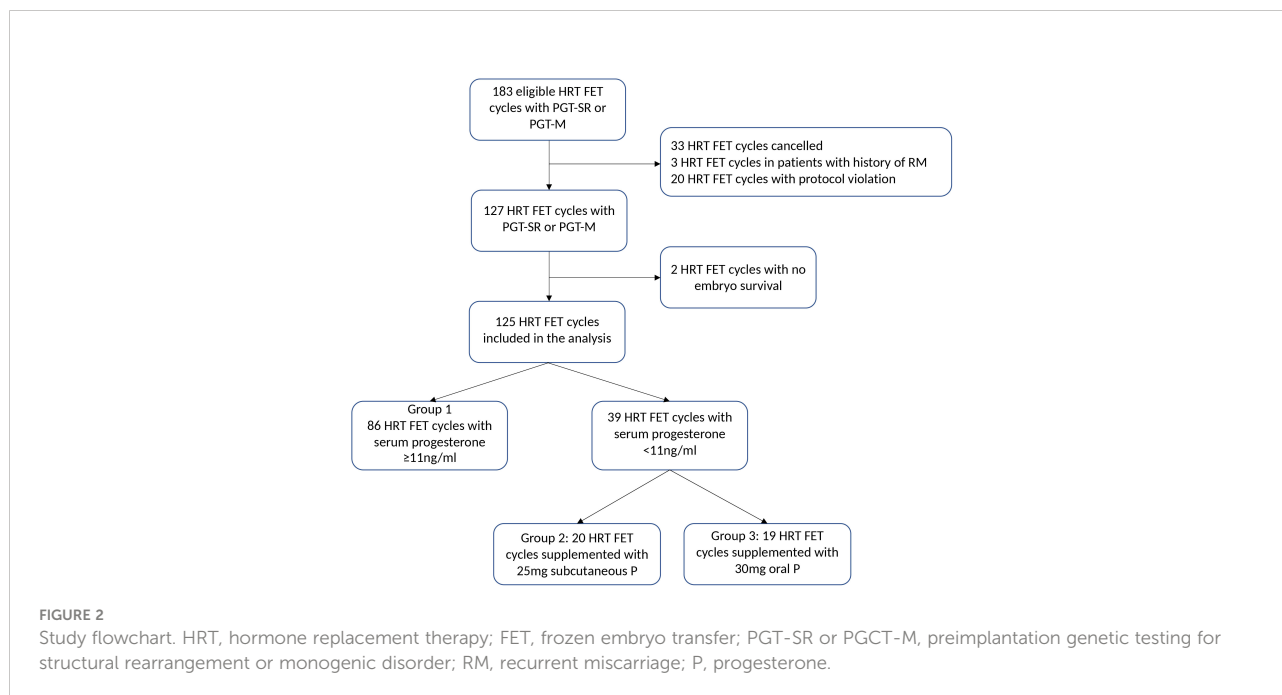 183 eligible HRT FET
cycles with PGT-SR or
PGT-M
33 HRT FET cycles cancelled
3 HRT FET cycles in patients with history of RM
20 HRT FET cycles with protocol violation
127 HRT FET cycles with
PGT-SR or PGT-M
2 HRT FET cycles with no
embryo survival
125 HRT FET cycles
included in the analysis
Group 1
86 HRT FET cycles with
serum progesterone
≥11ng/ml
39 HRT FET cycles with
serum progesterone
<11ng/ml
Group 2: 20 HRT FET
cycles supplemented with
25mg subcutaneous P
Group 3: 19 HRT FET
cycles supplemented with
30mg oral P
FIGURE 2
Study flowchart. HRT, hormone replacement therapy; FET, frozen embryo transfer; PGT-SR or PGCT-M, preimplantation genetic testing for
structural rearrangement or monogenic disorder; RM, recurrent miscarriage; P, progesterone.